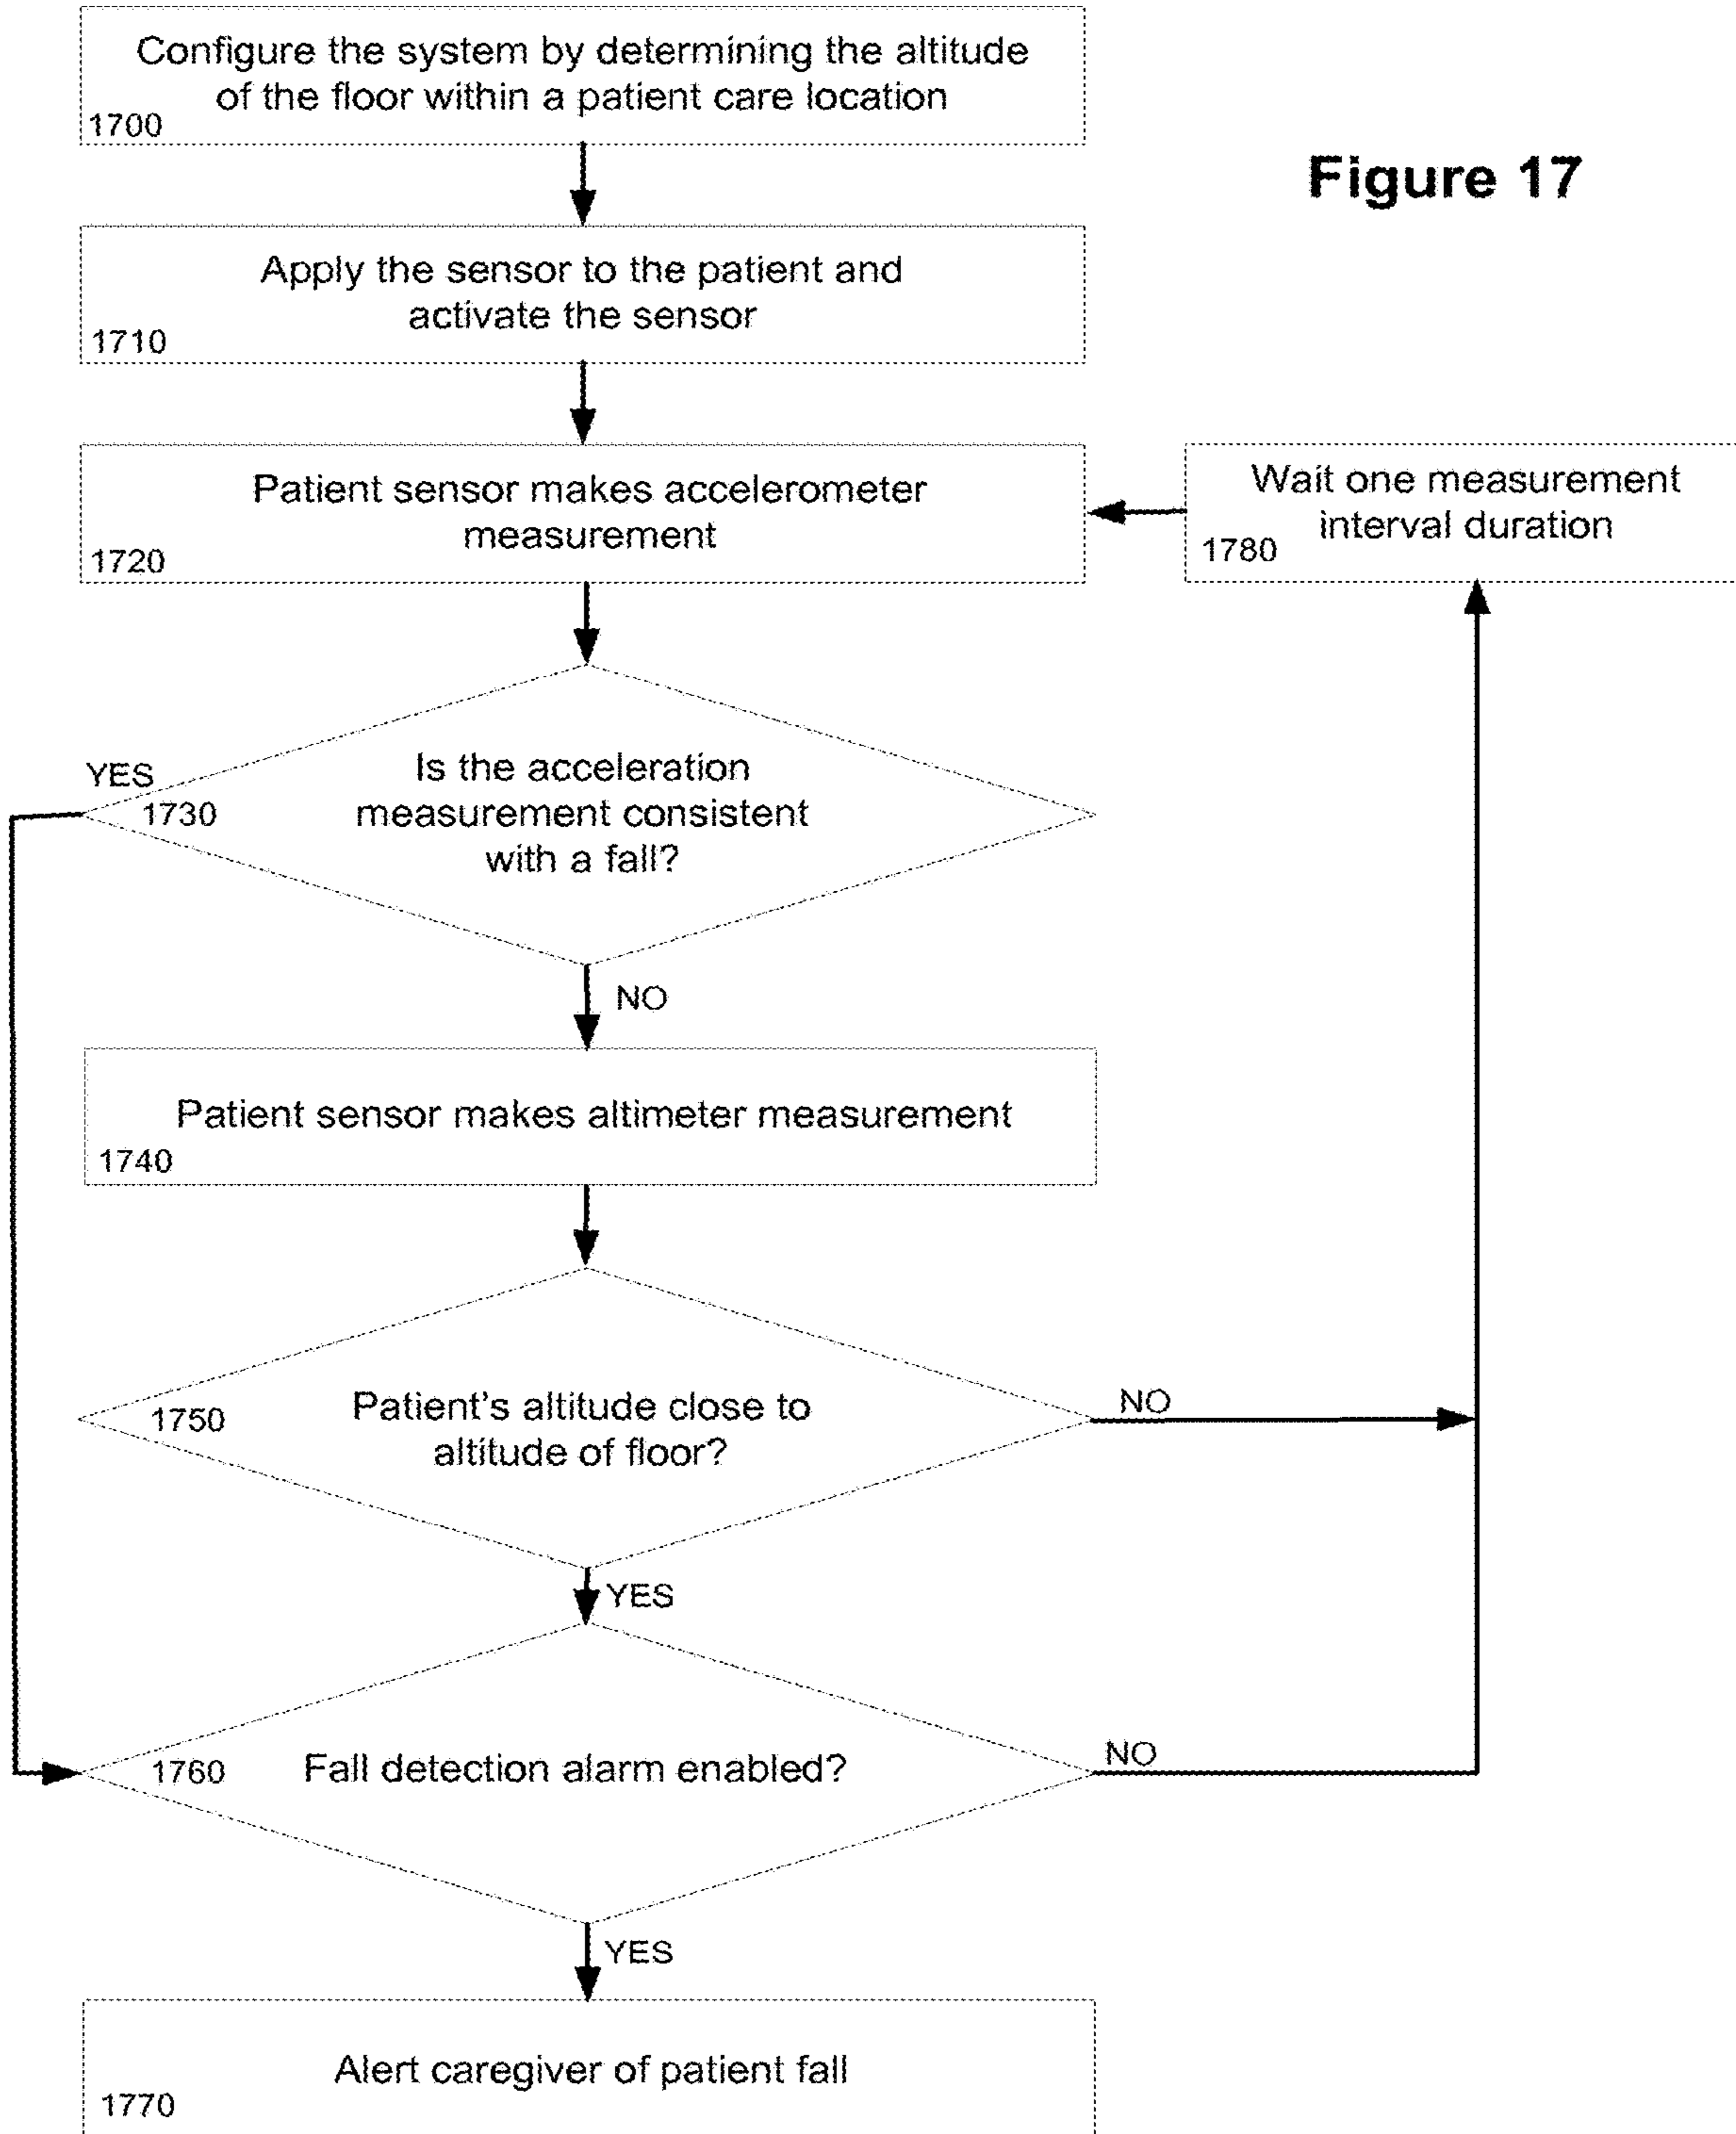 Configure the system by determining the altitude
of the floor within a patient care location
1700
Figure 17
Apply the sensor to the patient and
activate the sensor
1710
Patient sensor makes accelerometer
measurement
1720
Wait one measurement
interval duration
1780
YES
1730
Is the acceleration
measurement consistent
with a fall?
NO
Patient sensor makes altimeter measurement
1740
1750
Patient's altitude close to
altitude of floor?
NO
YES
1760
Fall detection alarm enabled?
NO
YES
Alert caregiver of patient fall
1770